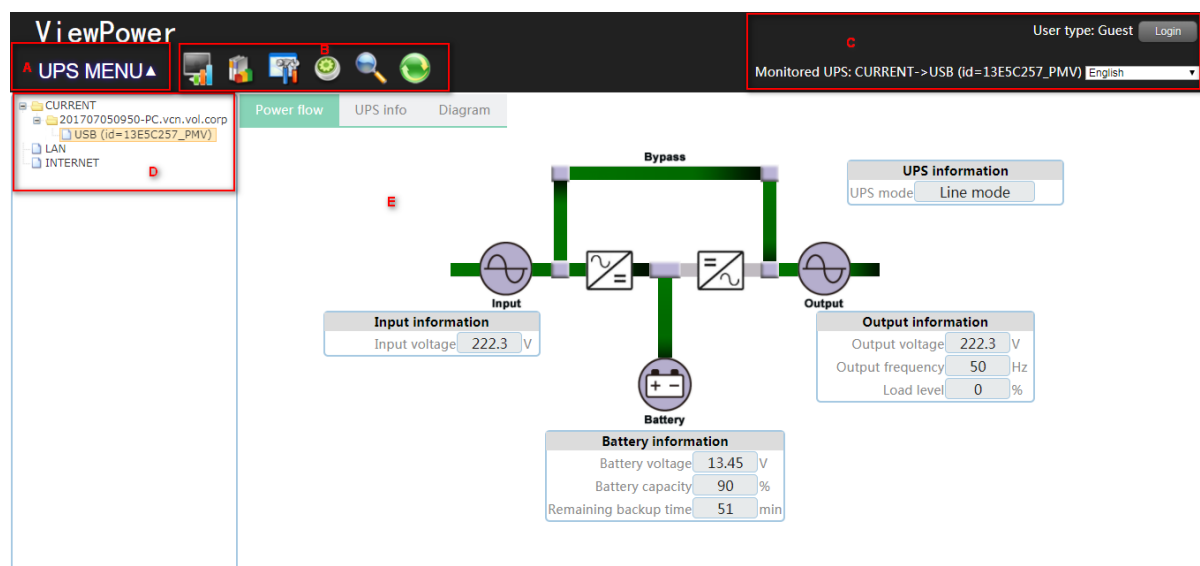 ViewPower
User type: Guest Login
B
C
A UPS MENU▲
Monitored UPS: CURRENT->USB (id=13E5C257_PMV) English
CURRENT
201707050950-PC.vcn.vol.corp
USB (id=13E5C257_PMV)
LAN
INTERNET
D
Power flow UPS info Diagram
E
Bypass
UPS information
UPS mode Line mode
Input
Output
Input information
Input voltage 222.3 V
Output information
Output voltage 222.3 V
Output frequency 50 Hz
Load level 0 %
Battery
Battery information
Battery voltage 13.45 V
Battery capacity 90 %
Remaining backup time 51 min